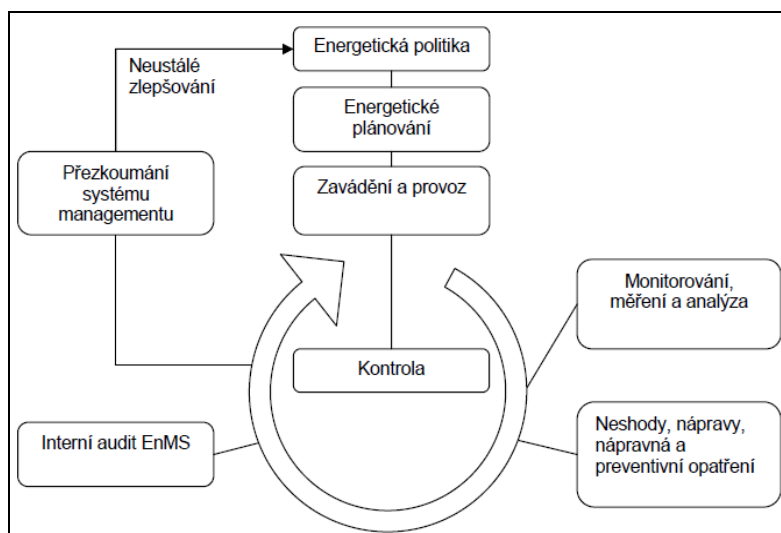 Energetická politika
Neustálé
zlepšování
Energetické
plánování
Přezkoumání
systému
managementu
Zavádění a provoz
Monitorování,
měření a analýza
Kontrola
Interní audit EnMS
Neshody, nápravy,
nápravná a
preventivní opatření